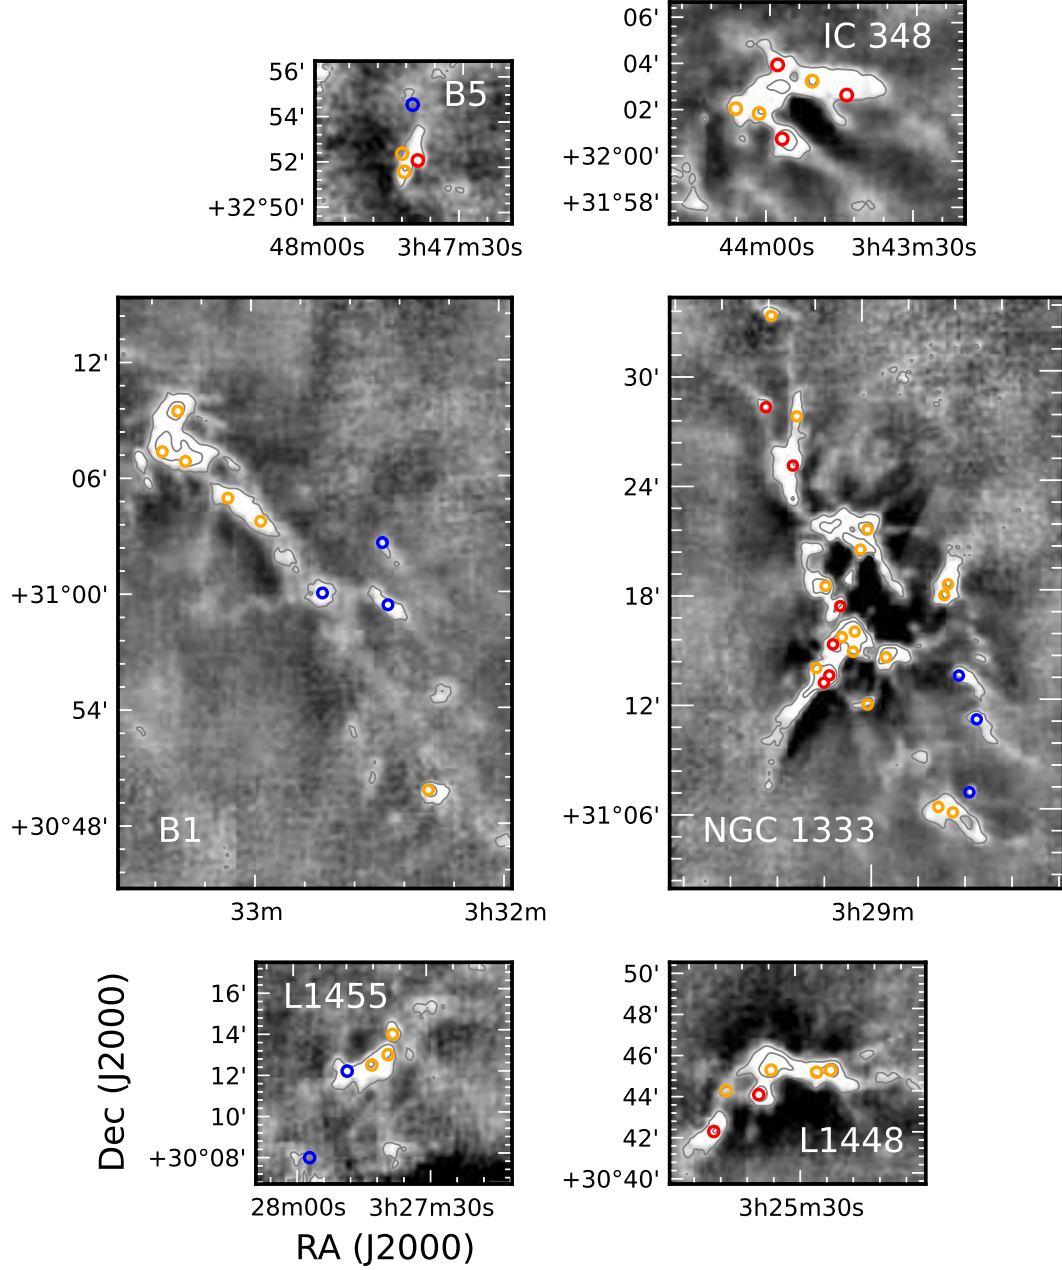 B5
56'
54'
52'
+32°50'
48m00s 3h47m30s
IC 348
06'
04'
02'
+32°00'
+31°58'
44m00s 3h43m30s
B1
12'
06'
+31°00'
54'
+30°48'
33m 3h32m
NGC 1333
30'
24'
18'
12'
+31°06'
3h29m
L1455
16'
14'
12'
10'
+30°08'
28m00s 3h27m30s
L1448
50'
48'
46'
44'
42'
+30°40'
3h25m30s
Dec (J2000)
RA (J2000)